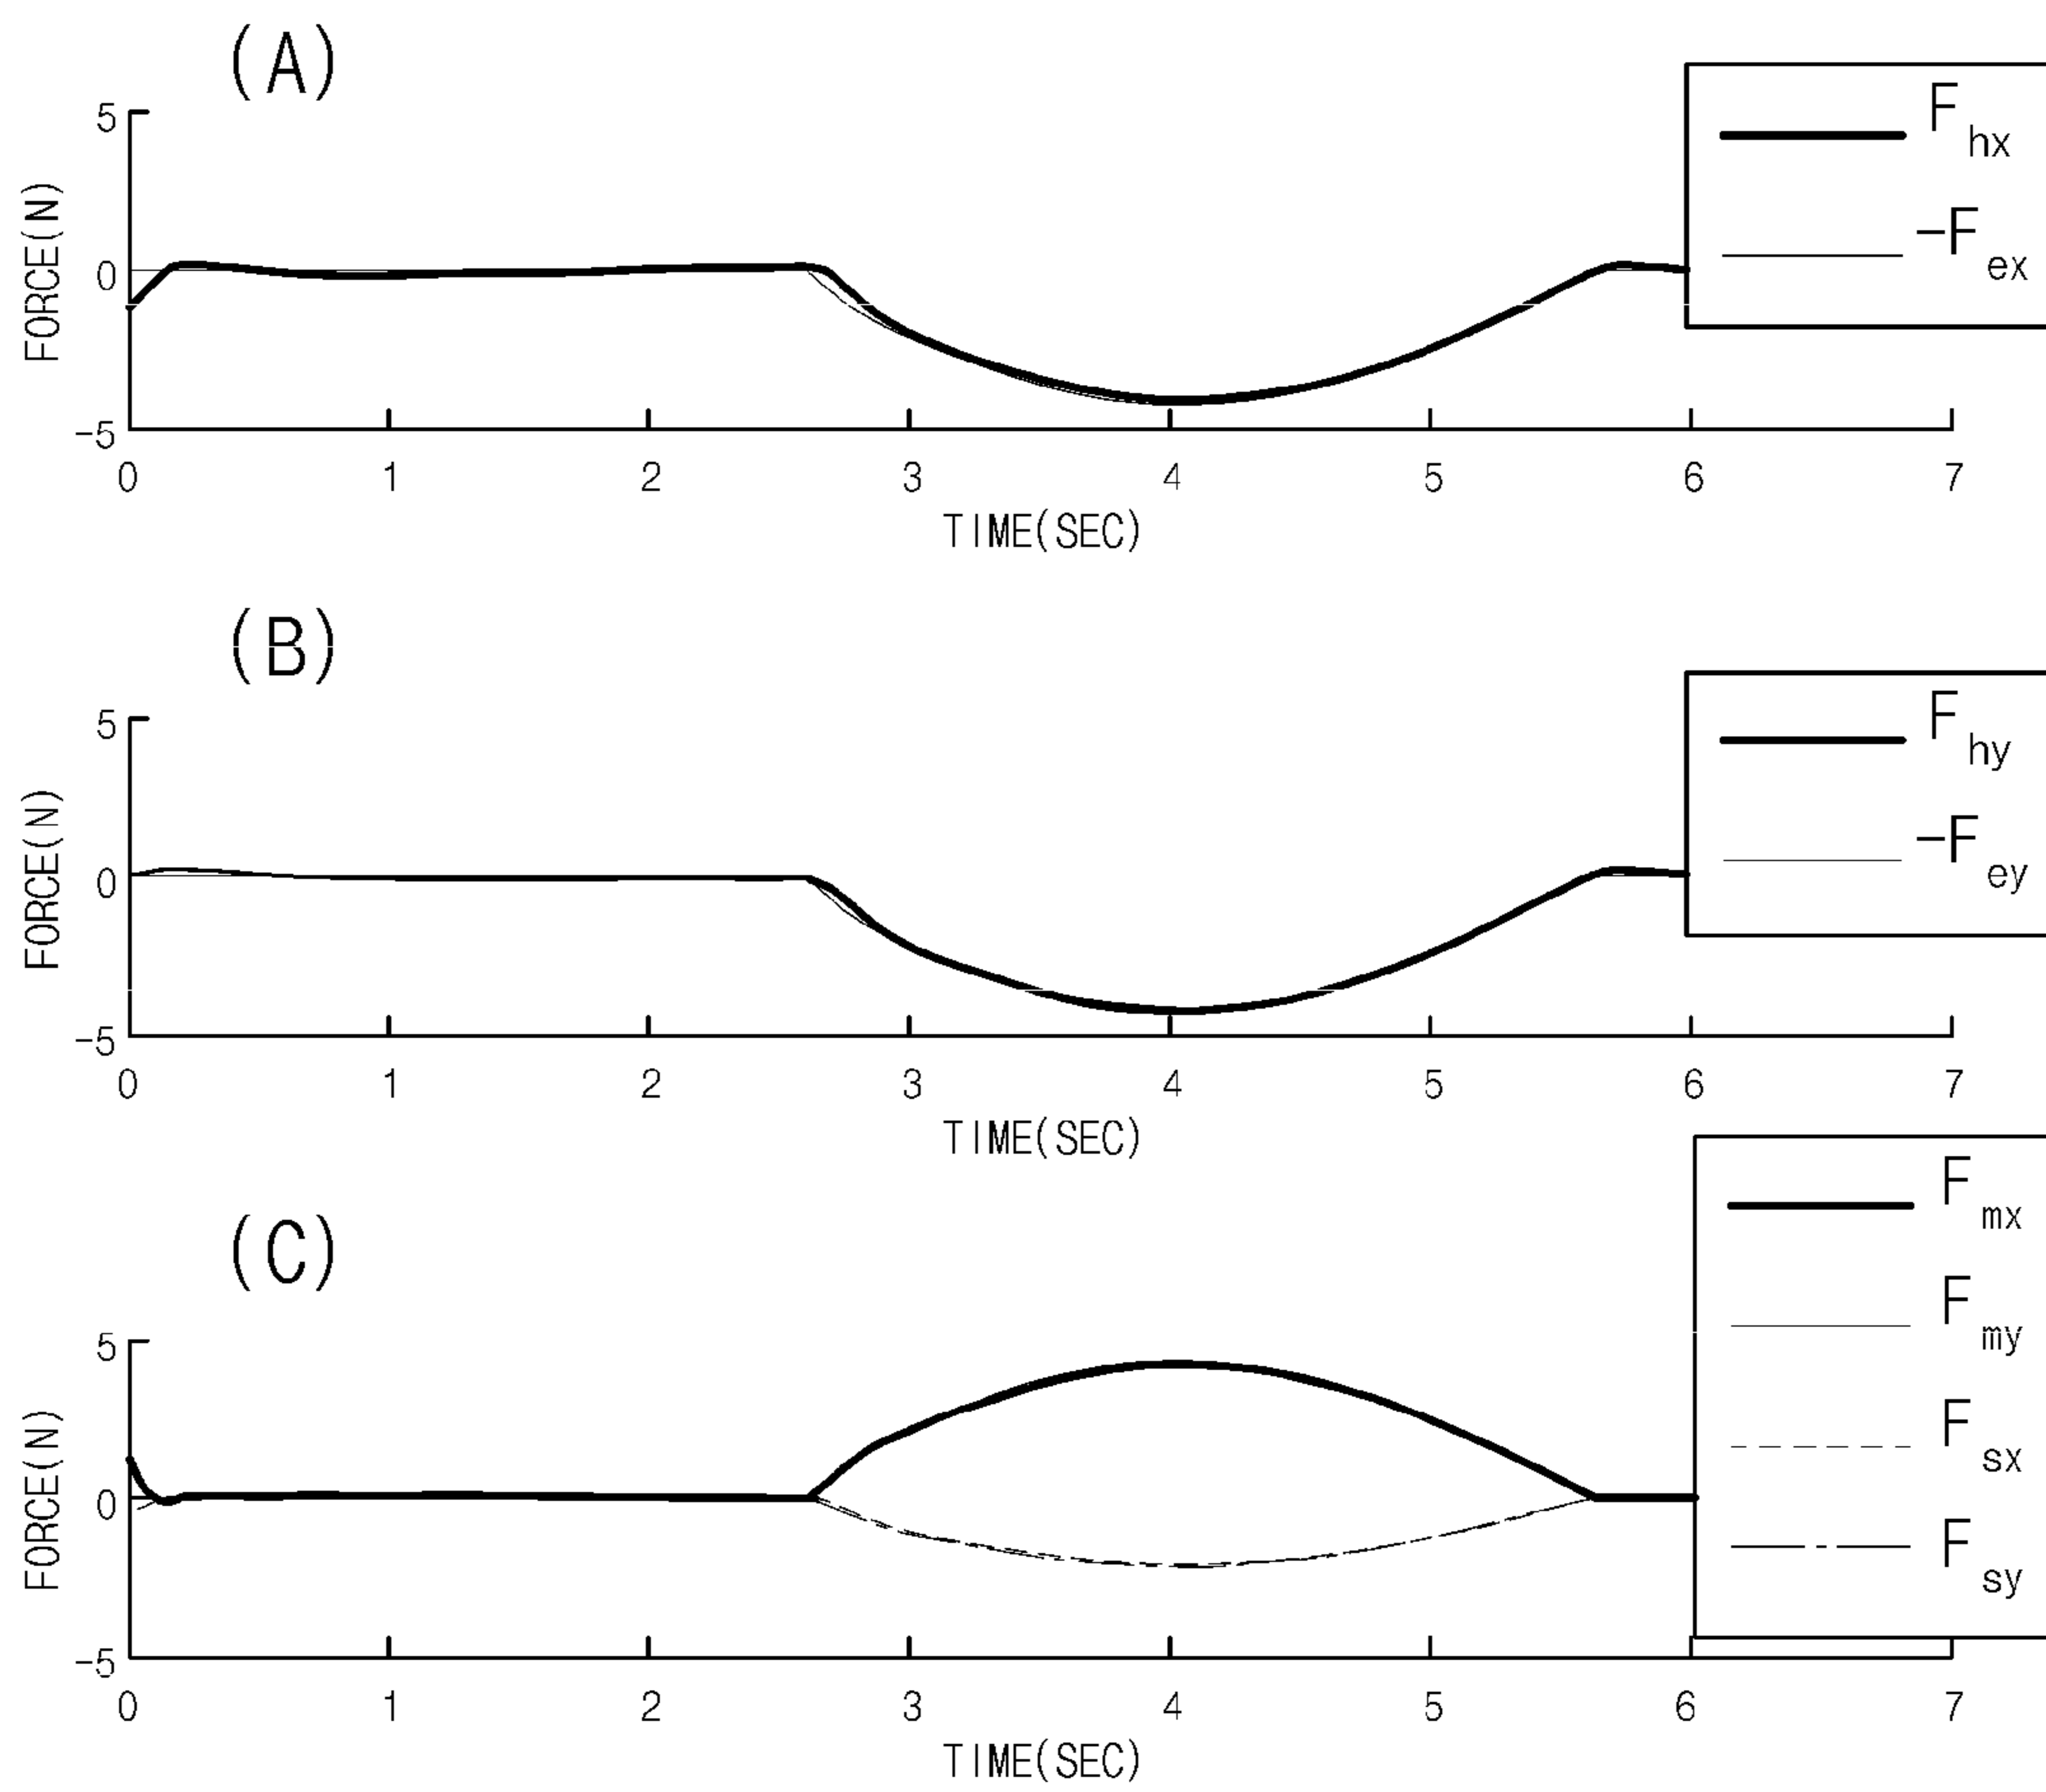 (A)
5
0
-5
FORCE(N)
0 1 2 3 4 5 6 7
TIME(SEC)
F hx
-F ex
(B)
5
0
-5
FORCE(N)
0 1 2 3 4 5 6 7
TIME(SEC)
F hy
-F ey
(C)
5
0
-5
FORCE(N)
0 1 2 3 4 5 6 7
TIME(SEC)
F mx
F my
F sx
F sy